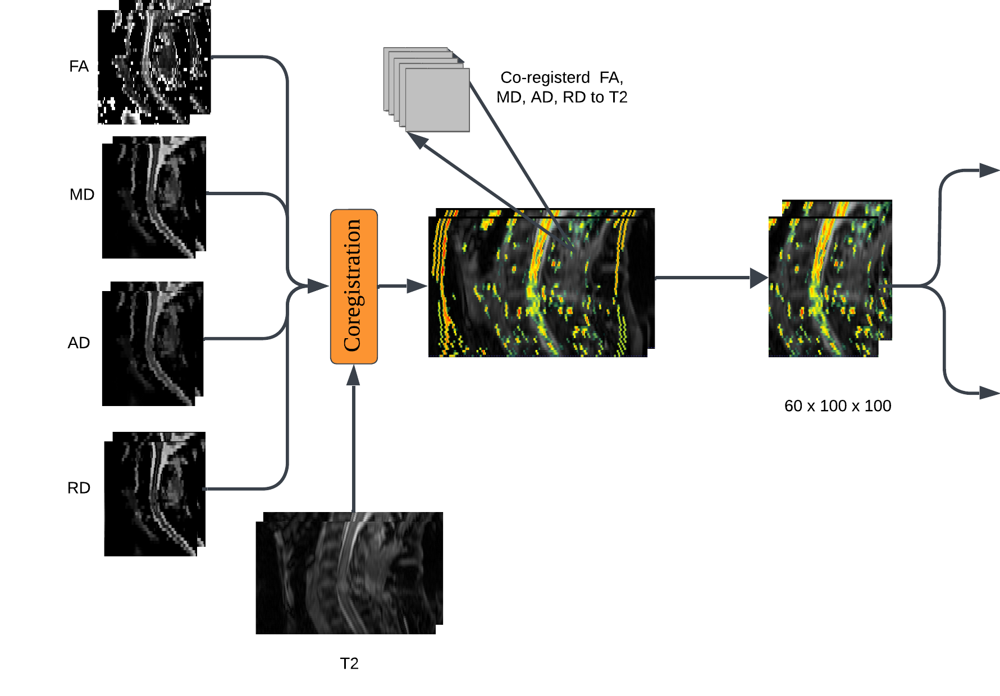 FA
MD
AD
RD
Coregistration
T2
Co-registerd FA,
MD, AD, RD to T2
60 x 100 x 100